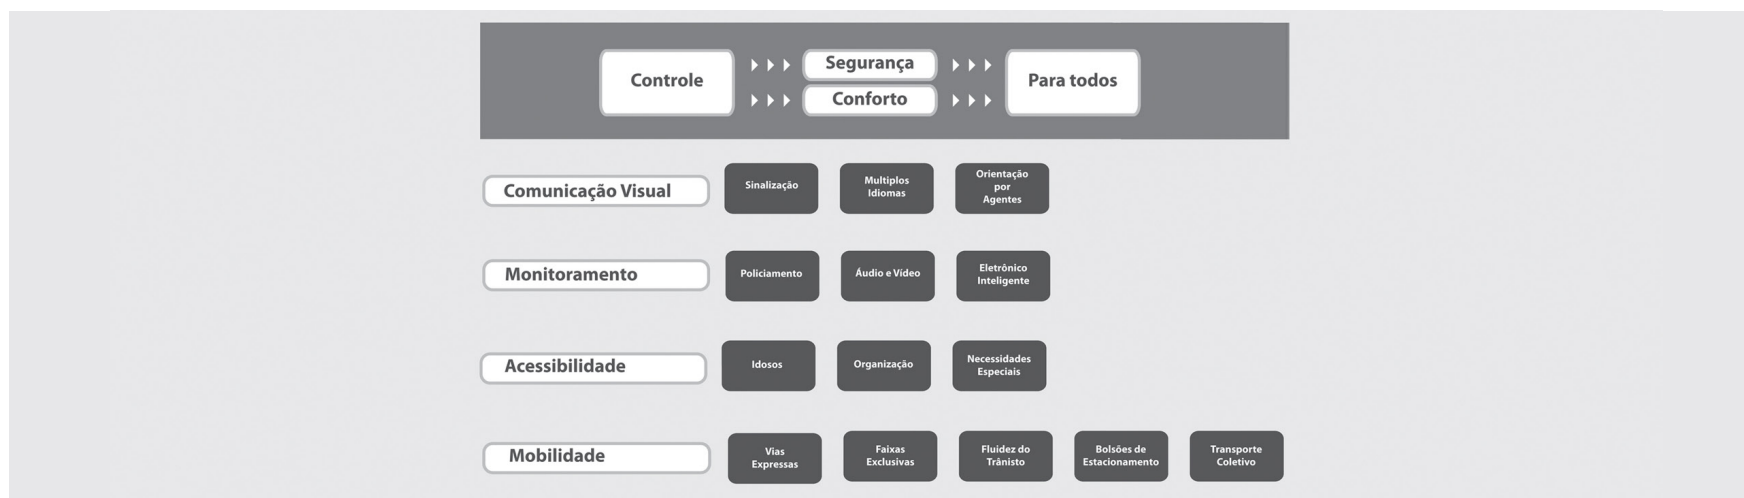 Controle
Segurança
Conforto
Para todos
Comunicação Visual
Sinalização
Multiplos
Idiomas
Orientação
por
Agentes
Monitoramento
Policiamento
Áudio e Vídeo
Eletrônico
Inteligente
Acessibilidade
Idosos
Organização
Necessidades
Especiais
Mobilidade
Vias
Expressas
Faixas
Exclusivas
Fluidez do
Trânisto
Bolsões de
Estacionamento
Transporte
Coletivo